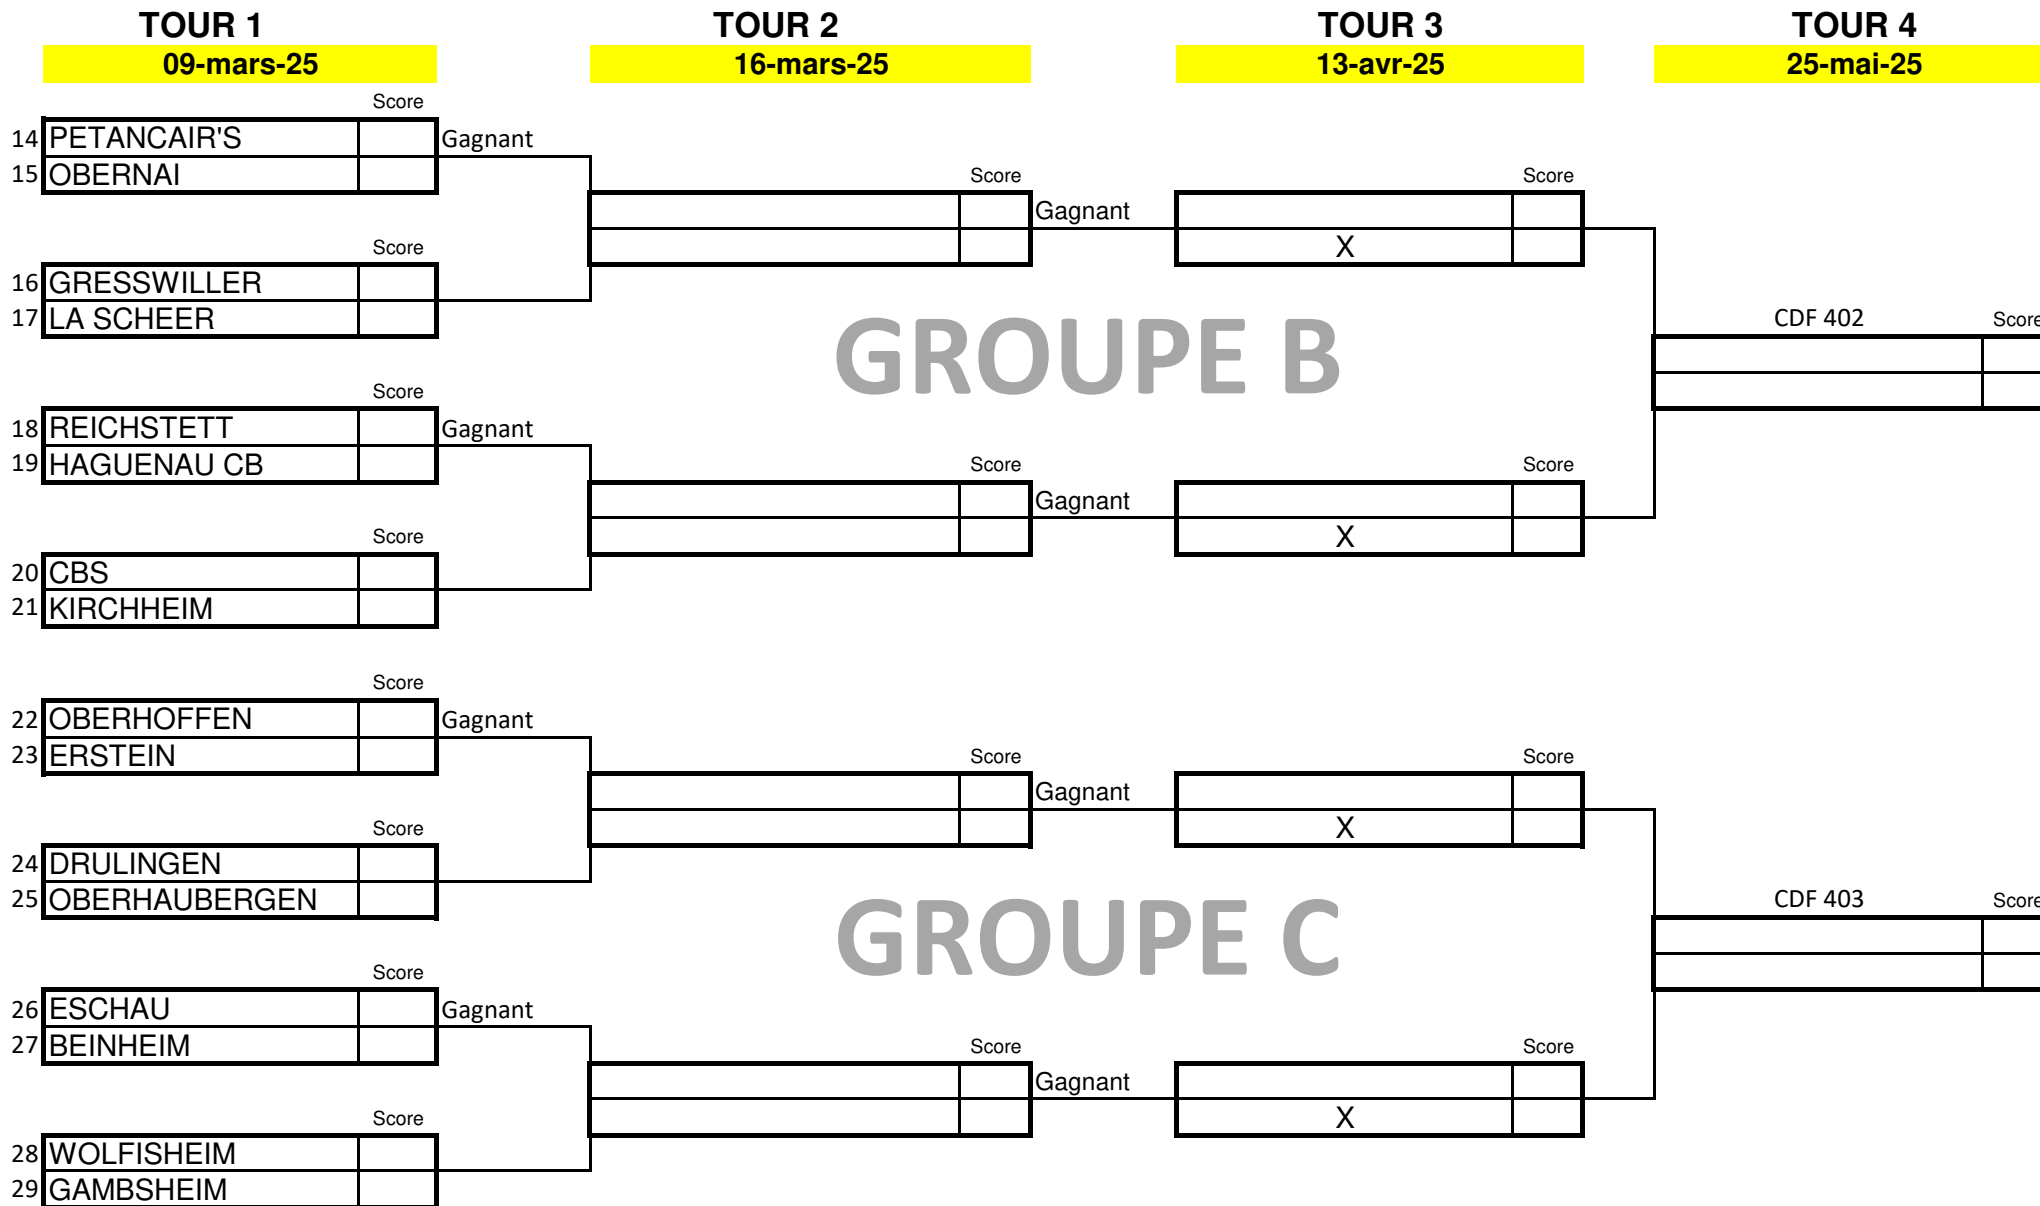 TOUR 1 TOUR 2 TOUR 3 TOUR 4
09-mars-25 16-mars-25 13-avr-25 25-mai-25
Score
14 PETANCAIR'S Gagnant
15 OBERNAI Score Score
Gagnant
Score X
16 GRESSWILLER
17 LA SCHEER CDF 402 Score
GROUPE B
Score
18 REICHSTETT Gagnant
19 HAGUENAU CB Score Score
Gagnant
Score X
20 CBS
21 KIRCHHEIM
Score
22 OBERHOFFEN Gagnant
23 ERSTEIN Score Score
Gagnant
Score X
24 DRULINGEN
25 OBERHAUBERGEN CDF 403 Score
GROUPE C
Score
26 ESCHAU Gagnant
27 BEINHEIM Score Score
Gagnant
Score X
28 WOLFISHEIM
29 GAMBSHEIM